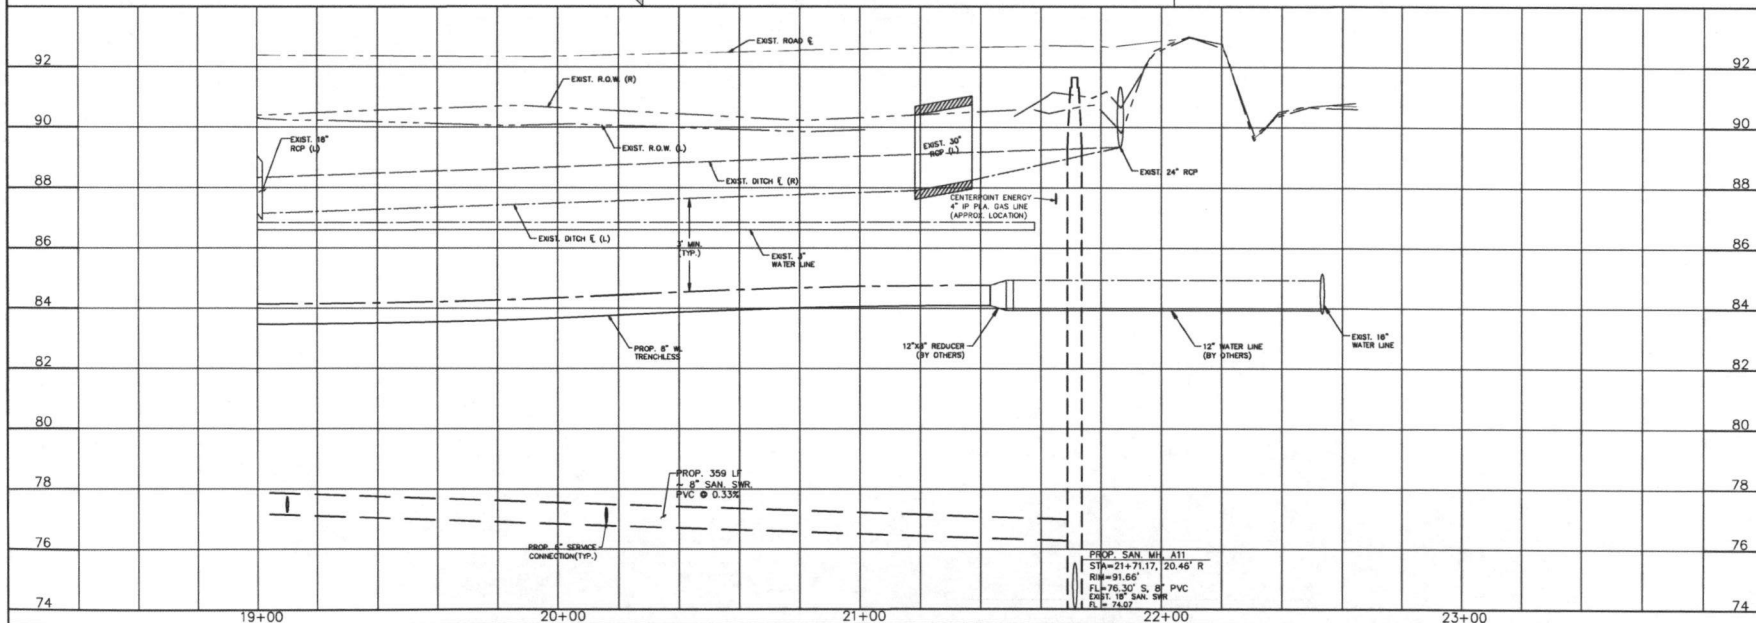 EXIST. ROAD ℄
92
92
EXIST. R.O.W. (R)
90
90
EXIST. 18"
RCP (L)
EXIST. R.O.W. (L)
EXIST. 30"
RCP (L)
EXIST. DITCH ℄ (R)
EXIST. 24" RCP
88
88
CENTERPOINT ENERGY
4" IP PLA. GAS LINE
(APPROX. LOCATION)
EXIST. DITCH ℄ (L)
86
86
MIN.
(TYP.)
EXIST.
WATER LINE
84
84
PROP. 8" WL
TRENCHLESS
12"X8" REDUCER
(BY OTHERS)
12" WATER LINE
(BY OTHERS)
EXIST. 16"
WATER LINE
82
82
80
80
78
78
PROP. 359 LF
~ 8" SAN. SWR.
PVC @ 0.33%
76
76
PROP. 6" SERVICE
CONNECTION(TYP.)
PROP. SAN. MH, A11
STA=21+71.17, 20.46' R
RIM=91.66'
FL=76.30' S, 8" PVC
EXIST. 18" SAN. SWR
FL = 74.07
74
74
19+00
20+00
21+00
22+00
23+00